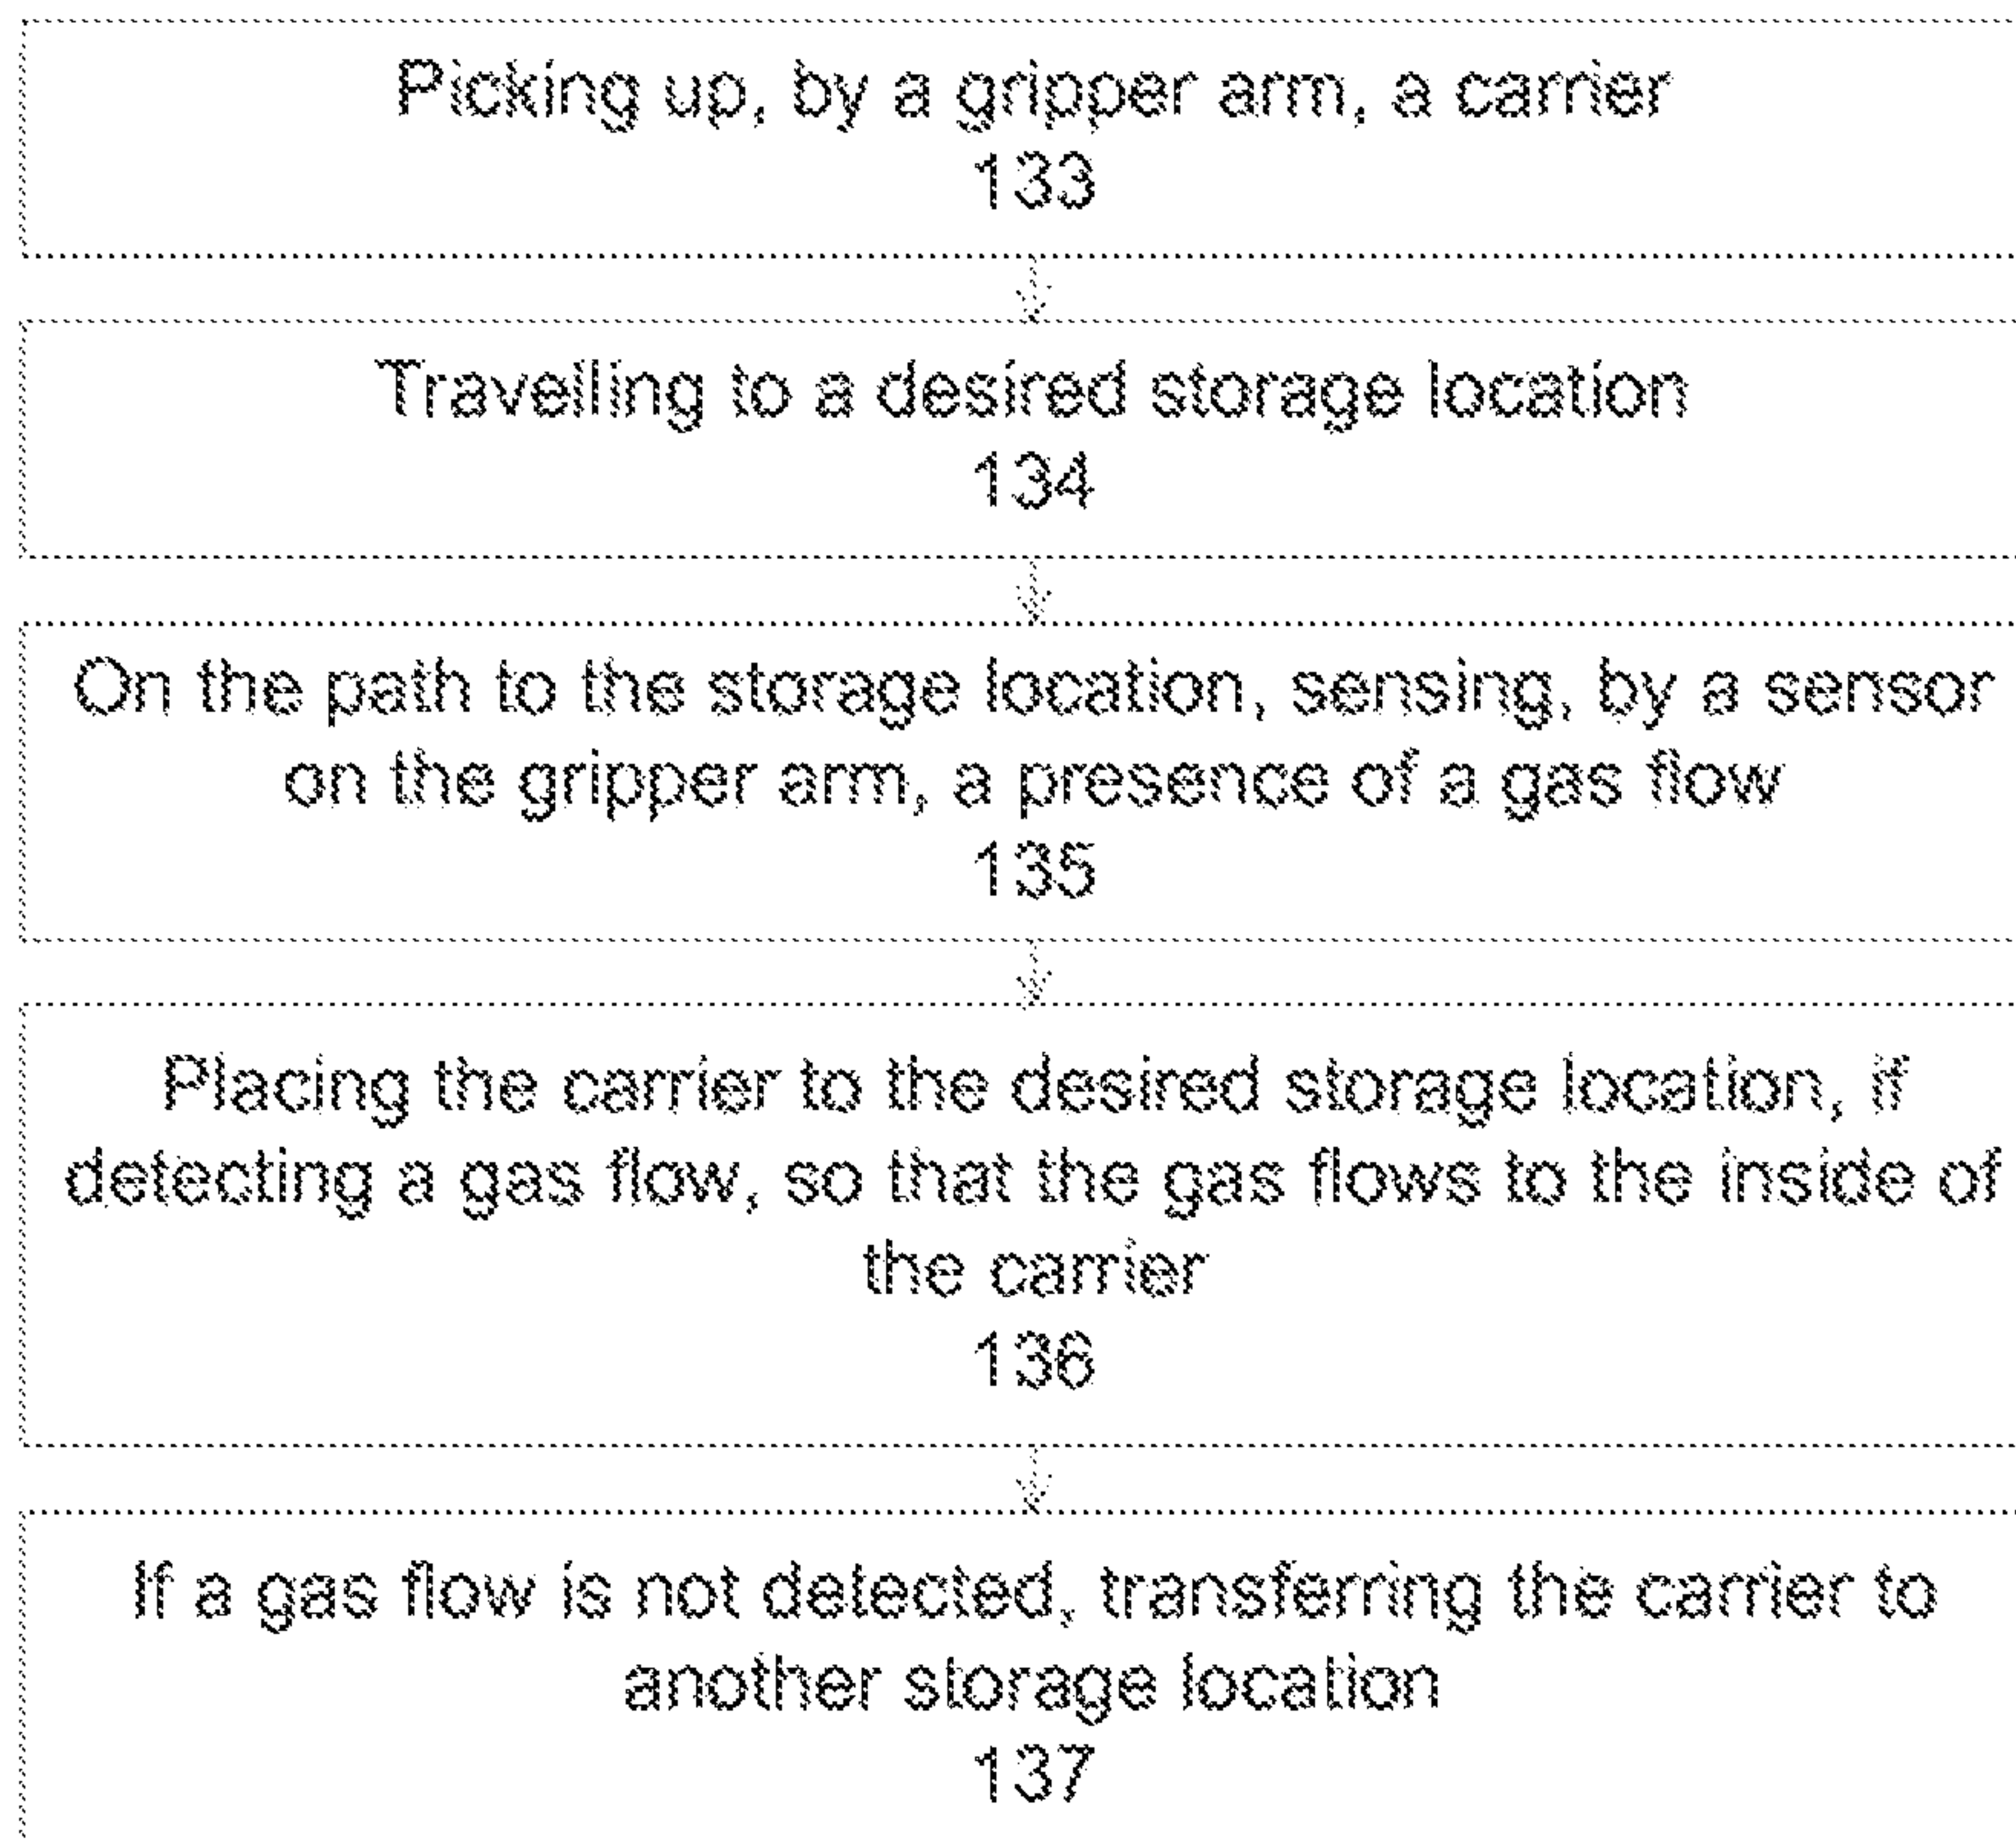 Picking up, by a gripper arm, a carrier
133
Travelling to a desired storage location
134
On the path to the storage location, sensing, by a sensor
on the gripper arm, a presence of a gas flow
135
Placing the carrier to the desired storage location, if
detecting a gas flow, so that the gas flows to the inside of
the carrier
136
If a gas flow is not detected, transferring the carrier to
another storage location
137